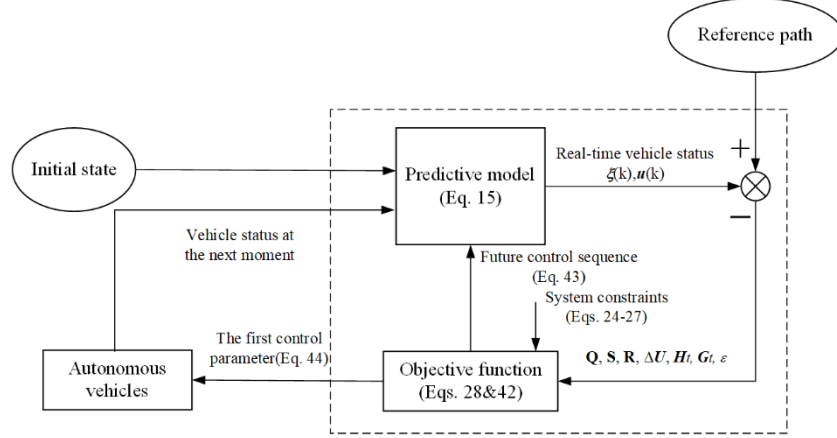 Reference path
Initial state
Predictive model
(Eq. 15)
Real-time vehicle status
ξ(k),u(k)
+
−
Vehicle status at
the next moment
Future control sequence
(Eq. 43)
System constraints
(Eqs. 24-27)
The first control
parameter(Eq. 44)
Autonomous
vehicles
Objective function
(Eqs. 28&42)
Q, S, R, ΔU, Ht, Gt, ε